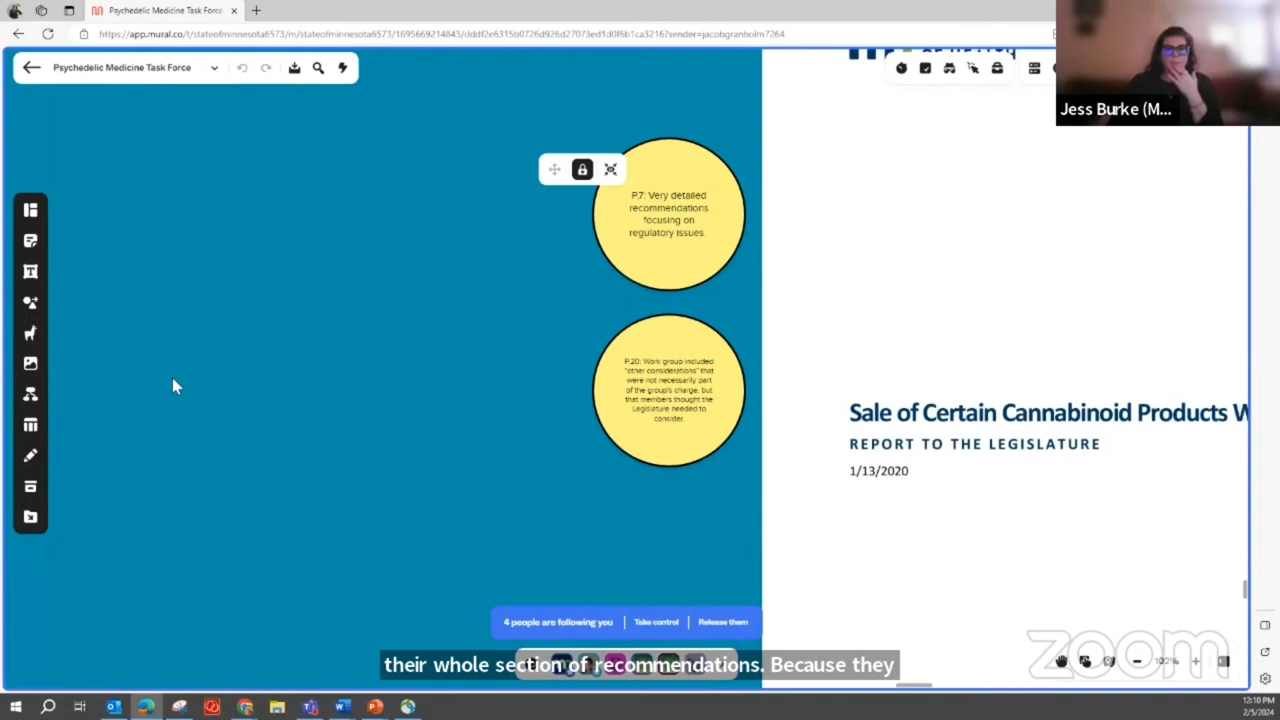 Psychedelic Medicine Task Force
https://app.mural.co/t/stateofminnesota6573/m/stateofminnesota6573/1695669214843/dddf2e6315b0726d926d27073ed1d0f6b1ca3216?sender=jacobgranholm7264
Psychedelic Medicine Task Force
Jess Burke (M...
P.7: Very detailed
recommendations
focusing on
regulatory issues.
P.20: Work group included
"other considerations" that
were not necessarily part
of the group's charge, but
that members thought the
Legislature needed to
consider.
Sale of Certain Cannabinoid Products W
REPORT TO THE LEGISLATURE
1/13/2020
4 people are following you
Take control
Release them
their whole section of recommendations. Because they
zoom
12:10 PM
2/5/2024